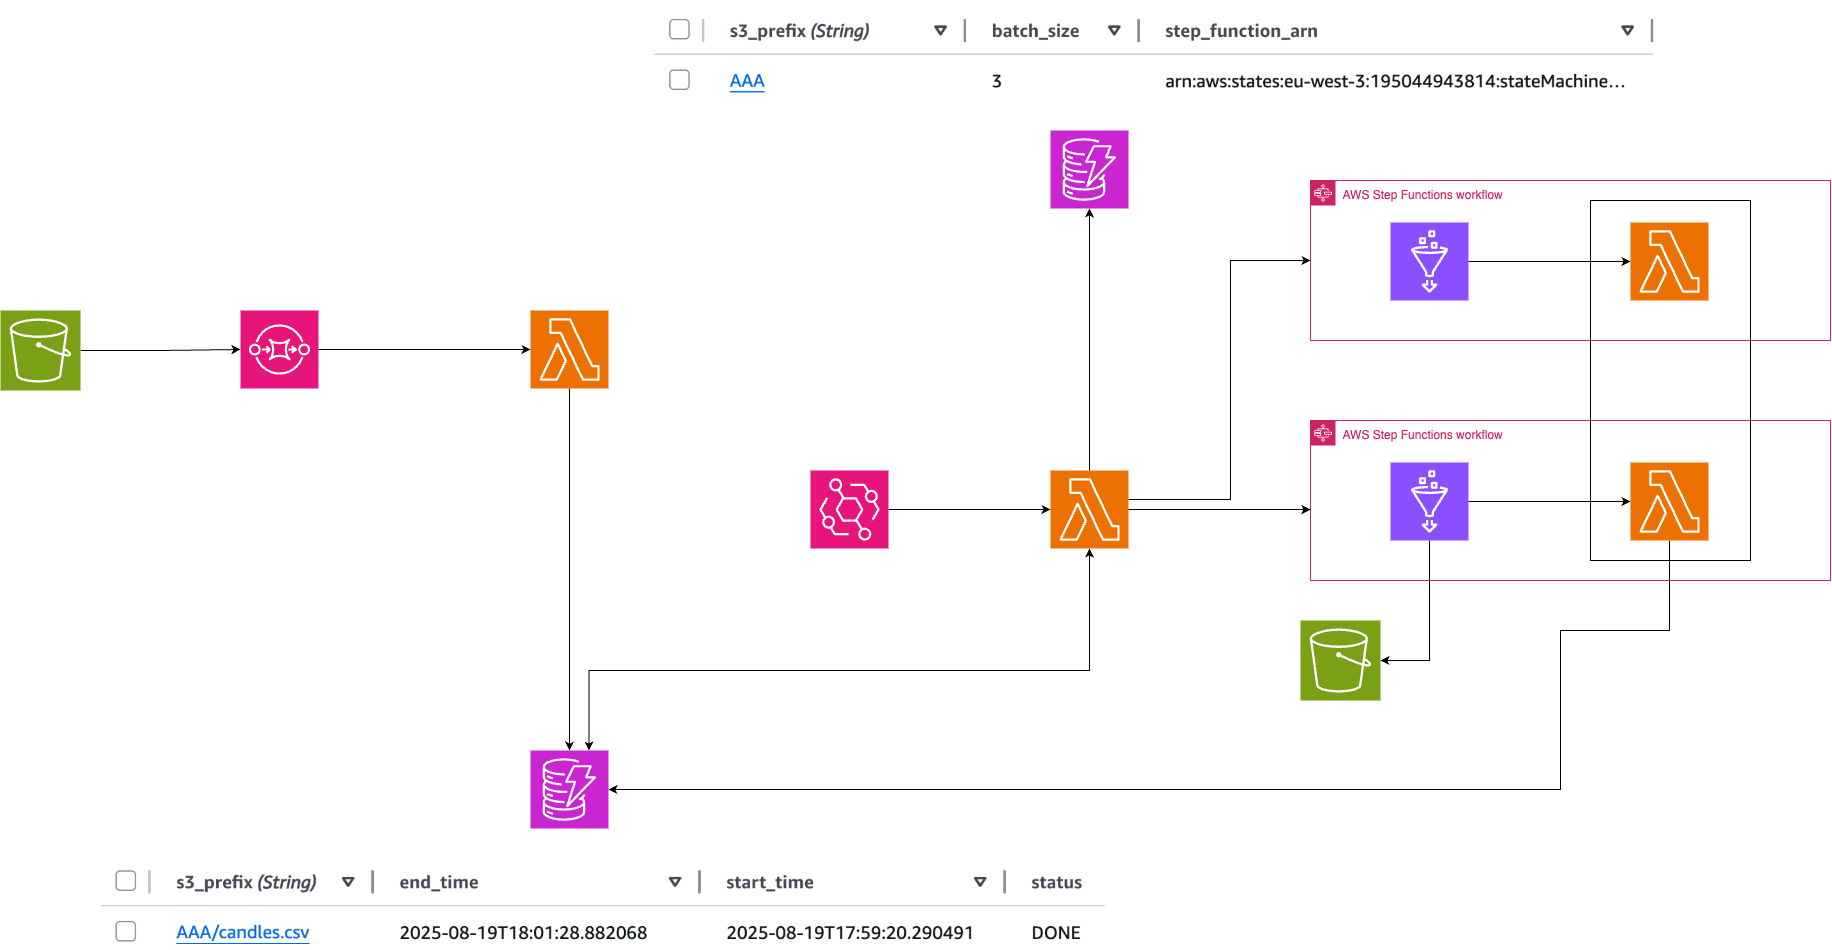 s3_prefix (String) batch_size step_function_arn
AAA 3 arn:aws:states:eu-west-3:195044943814:stateMachine…
AWS Step Functions workflow
AWS Step Functions workflow
s3_prefix (String) end_time start_time status
AAA/candles.csv 2025-08-19T18:01:28.882068 2025-08-19T17:59:20.290491 DONE